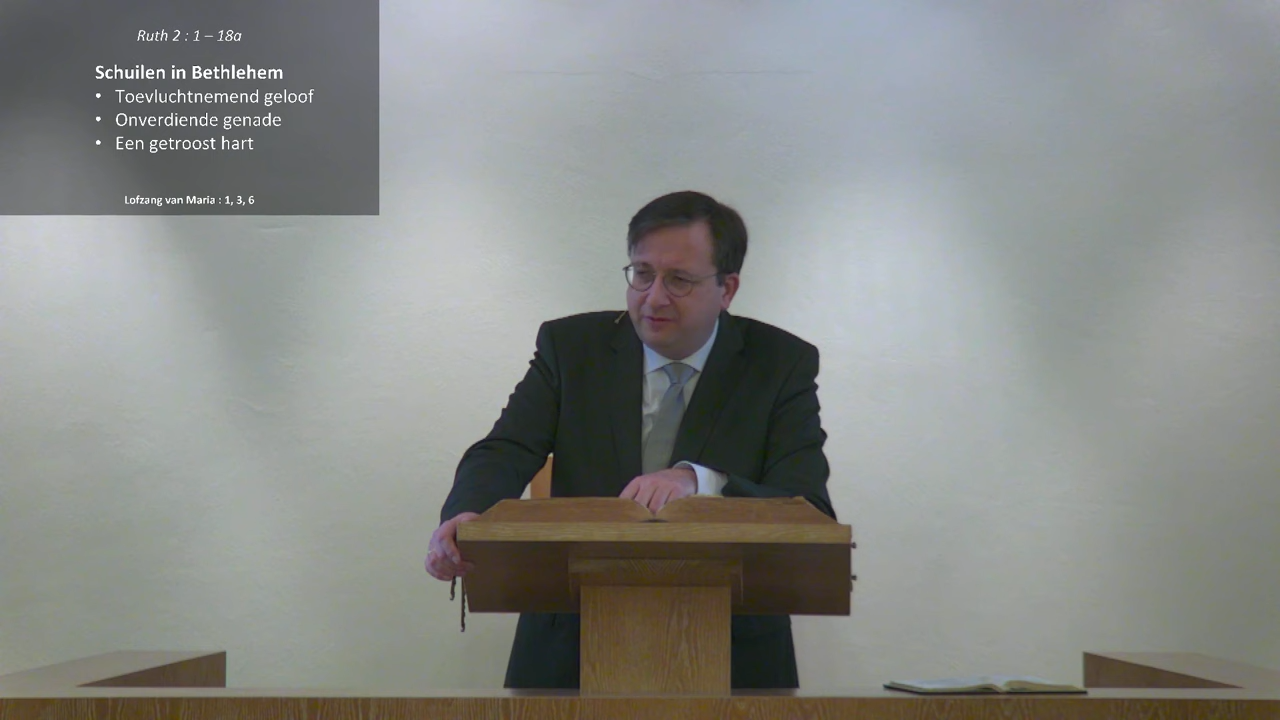 Ruth 2 : 1 – 18a
Schuilen in Bethlehem
• Toevluchtnemend geloof
• Onverdiende genade
• Een getroost hart
Lofzang van Maria : 1, 3, 6